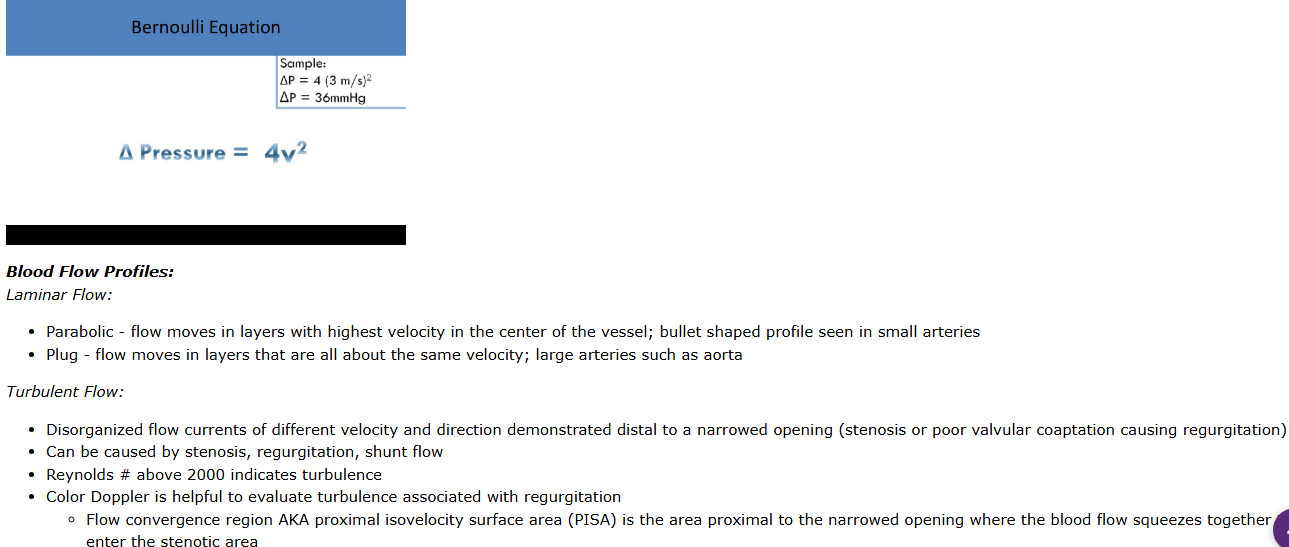 Bernoulli Equation
Sample:
ΔP = 4 (3 m/s)²
ΔP = 36mmHg
Δ Pressure = 4v²
Blood Flow Profiles:
Laminar Flow:
• Parabolic - flow moves in layers with highest velocity in the center of the vessel; bullet shaped profile seen in small arteries
• Plug - flow moves in layers that are all about the same velocity; large arteries such as aorta
Turbulent Flow:
• Disorganized flow currents of different velocity and direction demonstrated distal to a narrowed opening (stenosis or poor valvular coaptation causing regurgitation)
• Can be caused by stenosis, regurgitation, shunt flow
• Reynolds # above 2000 indicates turbulence
• Color Doppler is helpful to evaluate turbulence associated with regurgitation
◦ Flow convergence region AKA proximal isovelocity surface area (PISA) is the area proximal to the narrowed opening where the blood flow squeezes together
enter the stenotic area